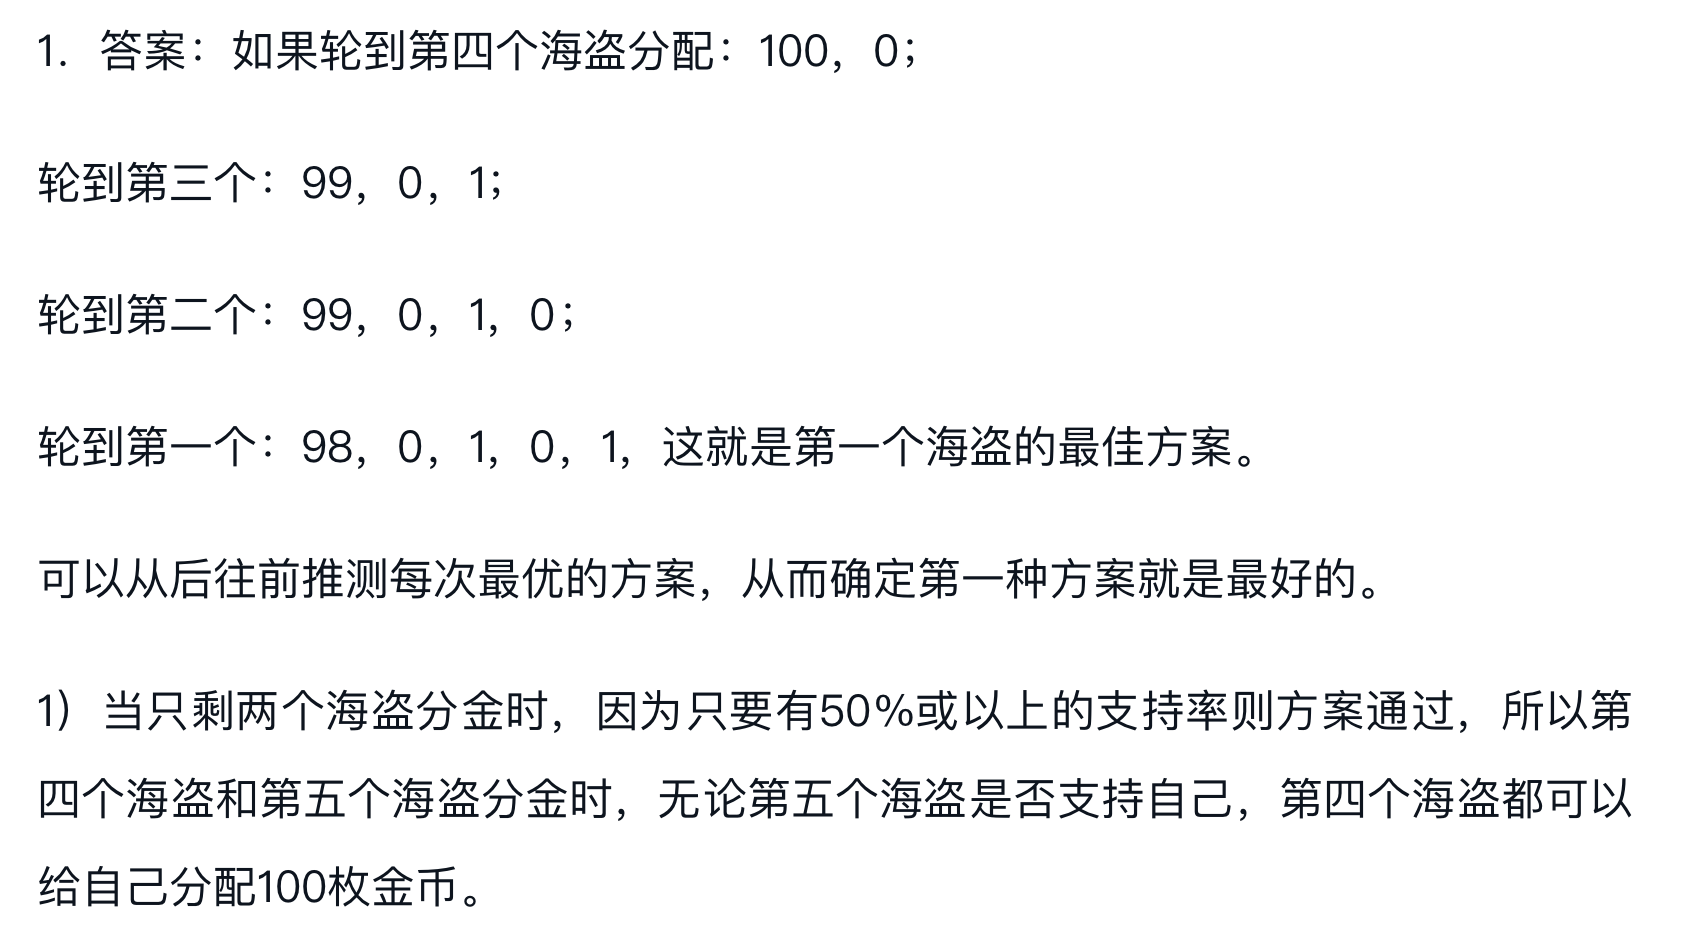 1. 答案：如果轮到第四个海盗分配：100，0；
轮到第三个：99，0，1；
轮到第二个：99，0，1，0；
轮到第一个：98，0，1，0，1，这就是第一个海盗的最佳方案。
可以从后往前推测每次最优的方案，从而确定第一种方案就是最好的。
1）当只剩两个海盗分金时，因为只要有50%或以上的支持率则方案通过，所以第
四个海盗和第五个海盗分金时，无论第五个海盗是否支持自己，第四个海盗都可以
给自己分配100枚金币。